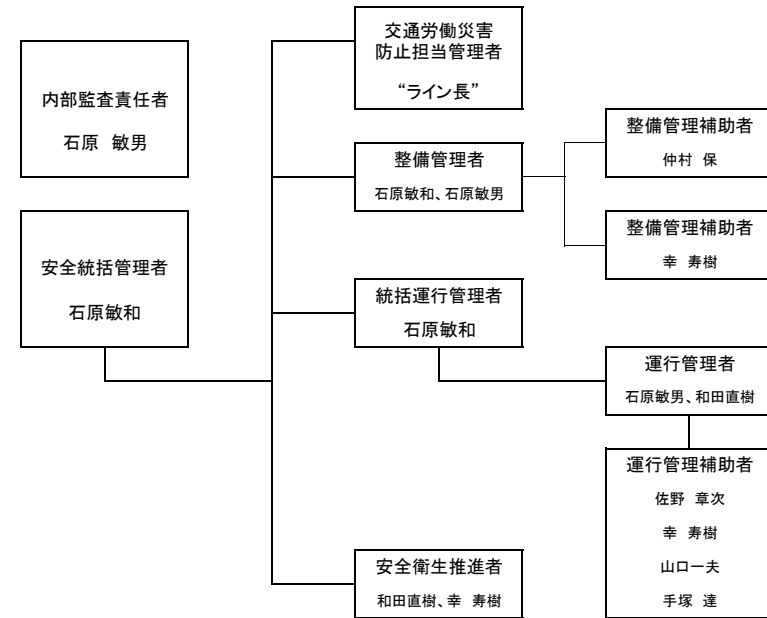 内部監査責任者
石原　敏男
安全統括管理者
石原敏和
交通労働災害
防止担当管理者
“ライン長”
整備管理者
石原敏和、石原敏男
整備管理補助者
仲村　保
整備管理補助者
幸　寿樹
統括運行管理者
石原敏和
運行管理者
石原敏男、和田直樹
運行管理補助者
佐野　章次
幸　寿樹
山口一夫
手塚　達
安全衛生推進者
和田直樹、幸　寿樹